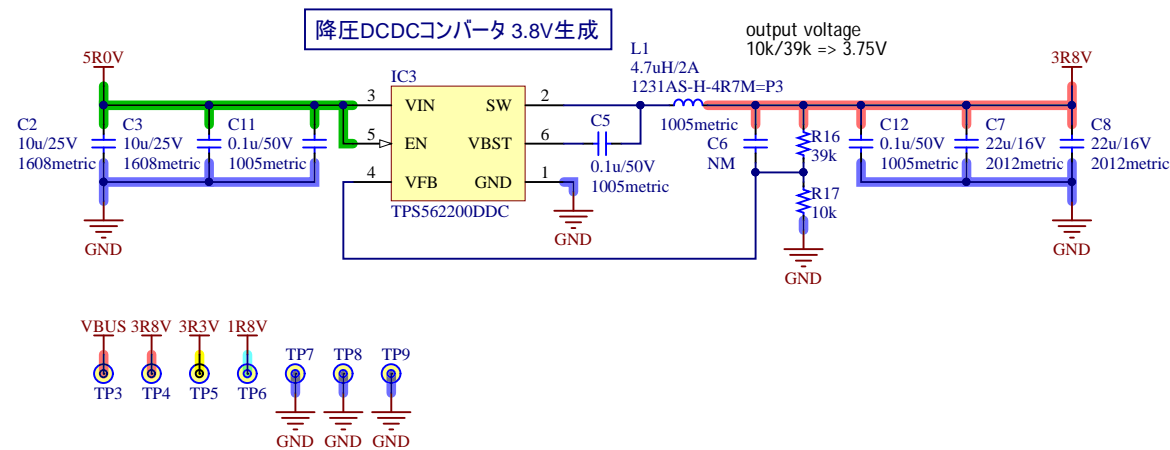 降圧DCDCコンバータ 3.8V生成
output voltage
10k/39k => 3.75V
5R0V
3R8V
L1
4.7uH/2A
1231AS-H-4R7M=P3
IC3
3
VIN
SW
2
5
EN
VBST
6
4
VFB
GND
1
TPS562200DDC
C2
10u/25V
1608metric
C3
10u/25V
1608metric
C11
0.1u/50V
1005metric
C5
0.1u/50V
1005metric
1005metric
C6
NM
R16
39k
R17
10k
C12
0.1u/50V
1005metric
C7
22u/16V
2012metric
C8
22u/16V
2012metric
GND
GND
GND
GND
VBUS
3R8V
3R3V
1R8V
TP3
TP4
TP5
TP6
TP7
TP8
TP9
GND
GND
GND